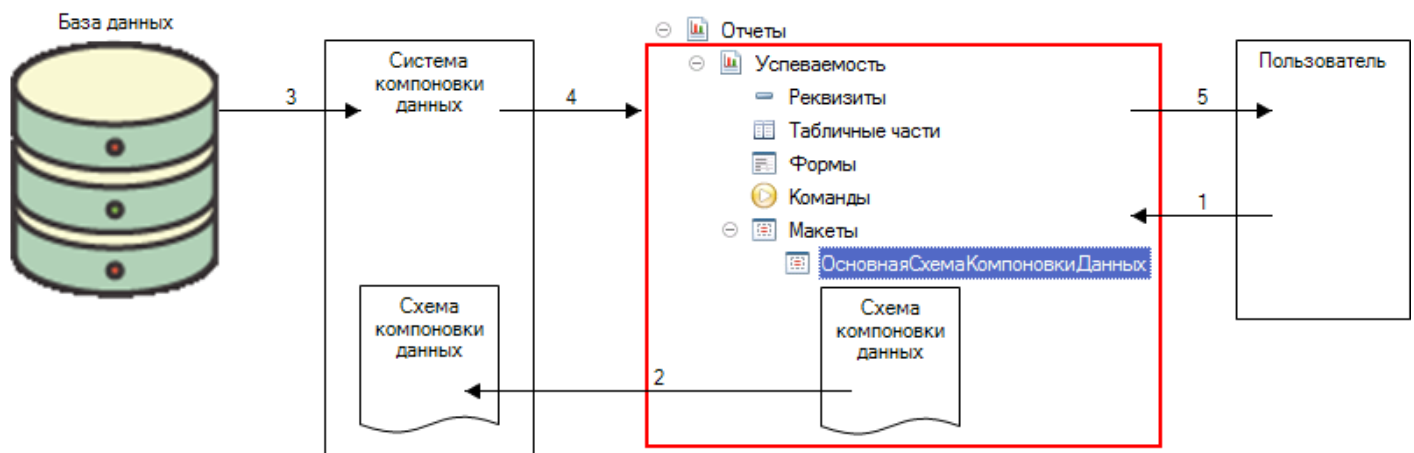 База данных
3
Система
компоновки
данных
4
Отчеты
Успеваемость
Реквизиты
Табличные части
Формы
Команды
Макеты
ОсновнаяСхемаКомпоновкиДанных
5
1
Пользователь
Схема
компоновки
данных
2
Схема
компоновки
данных